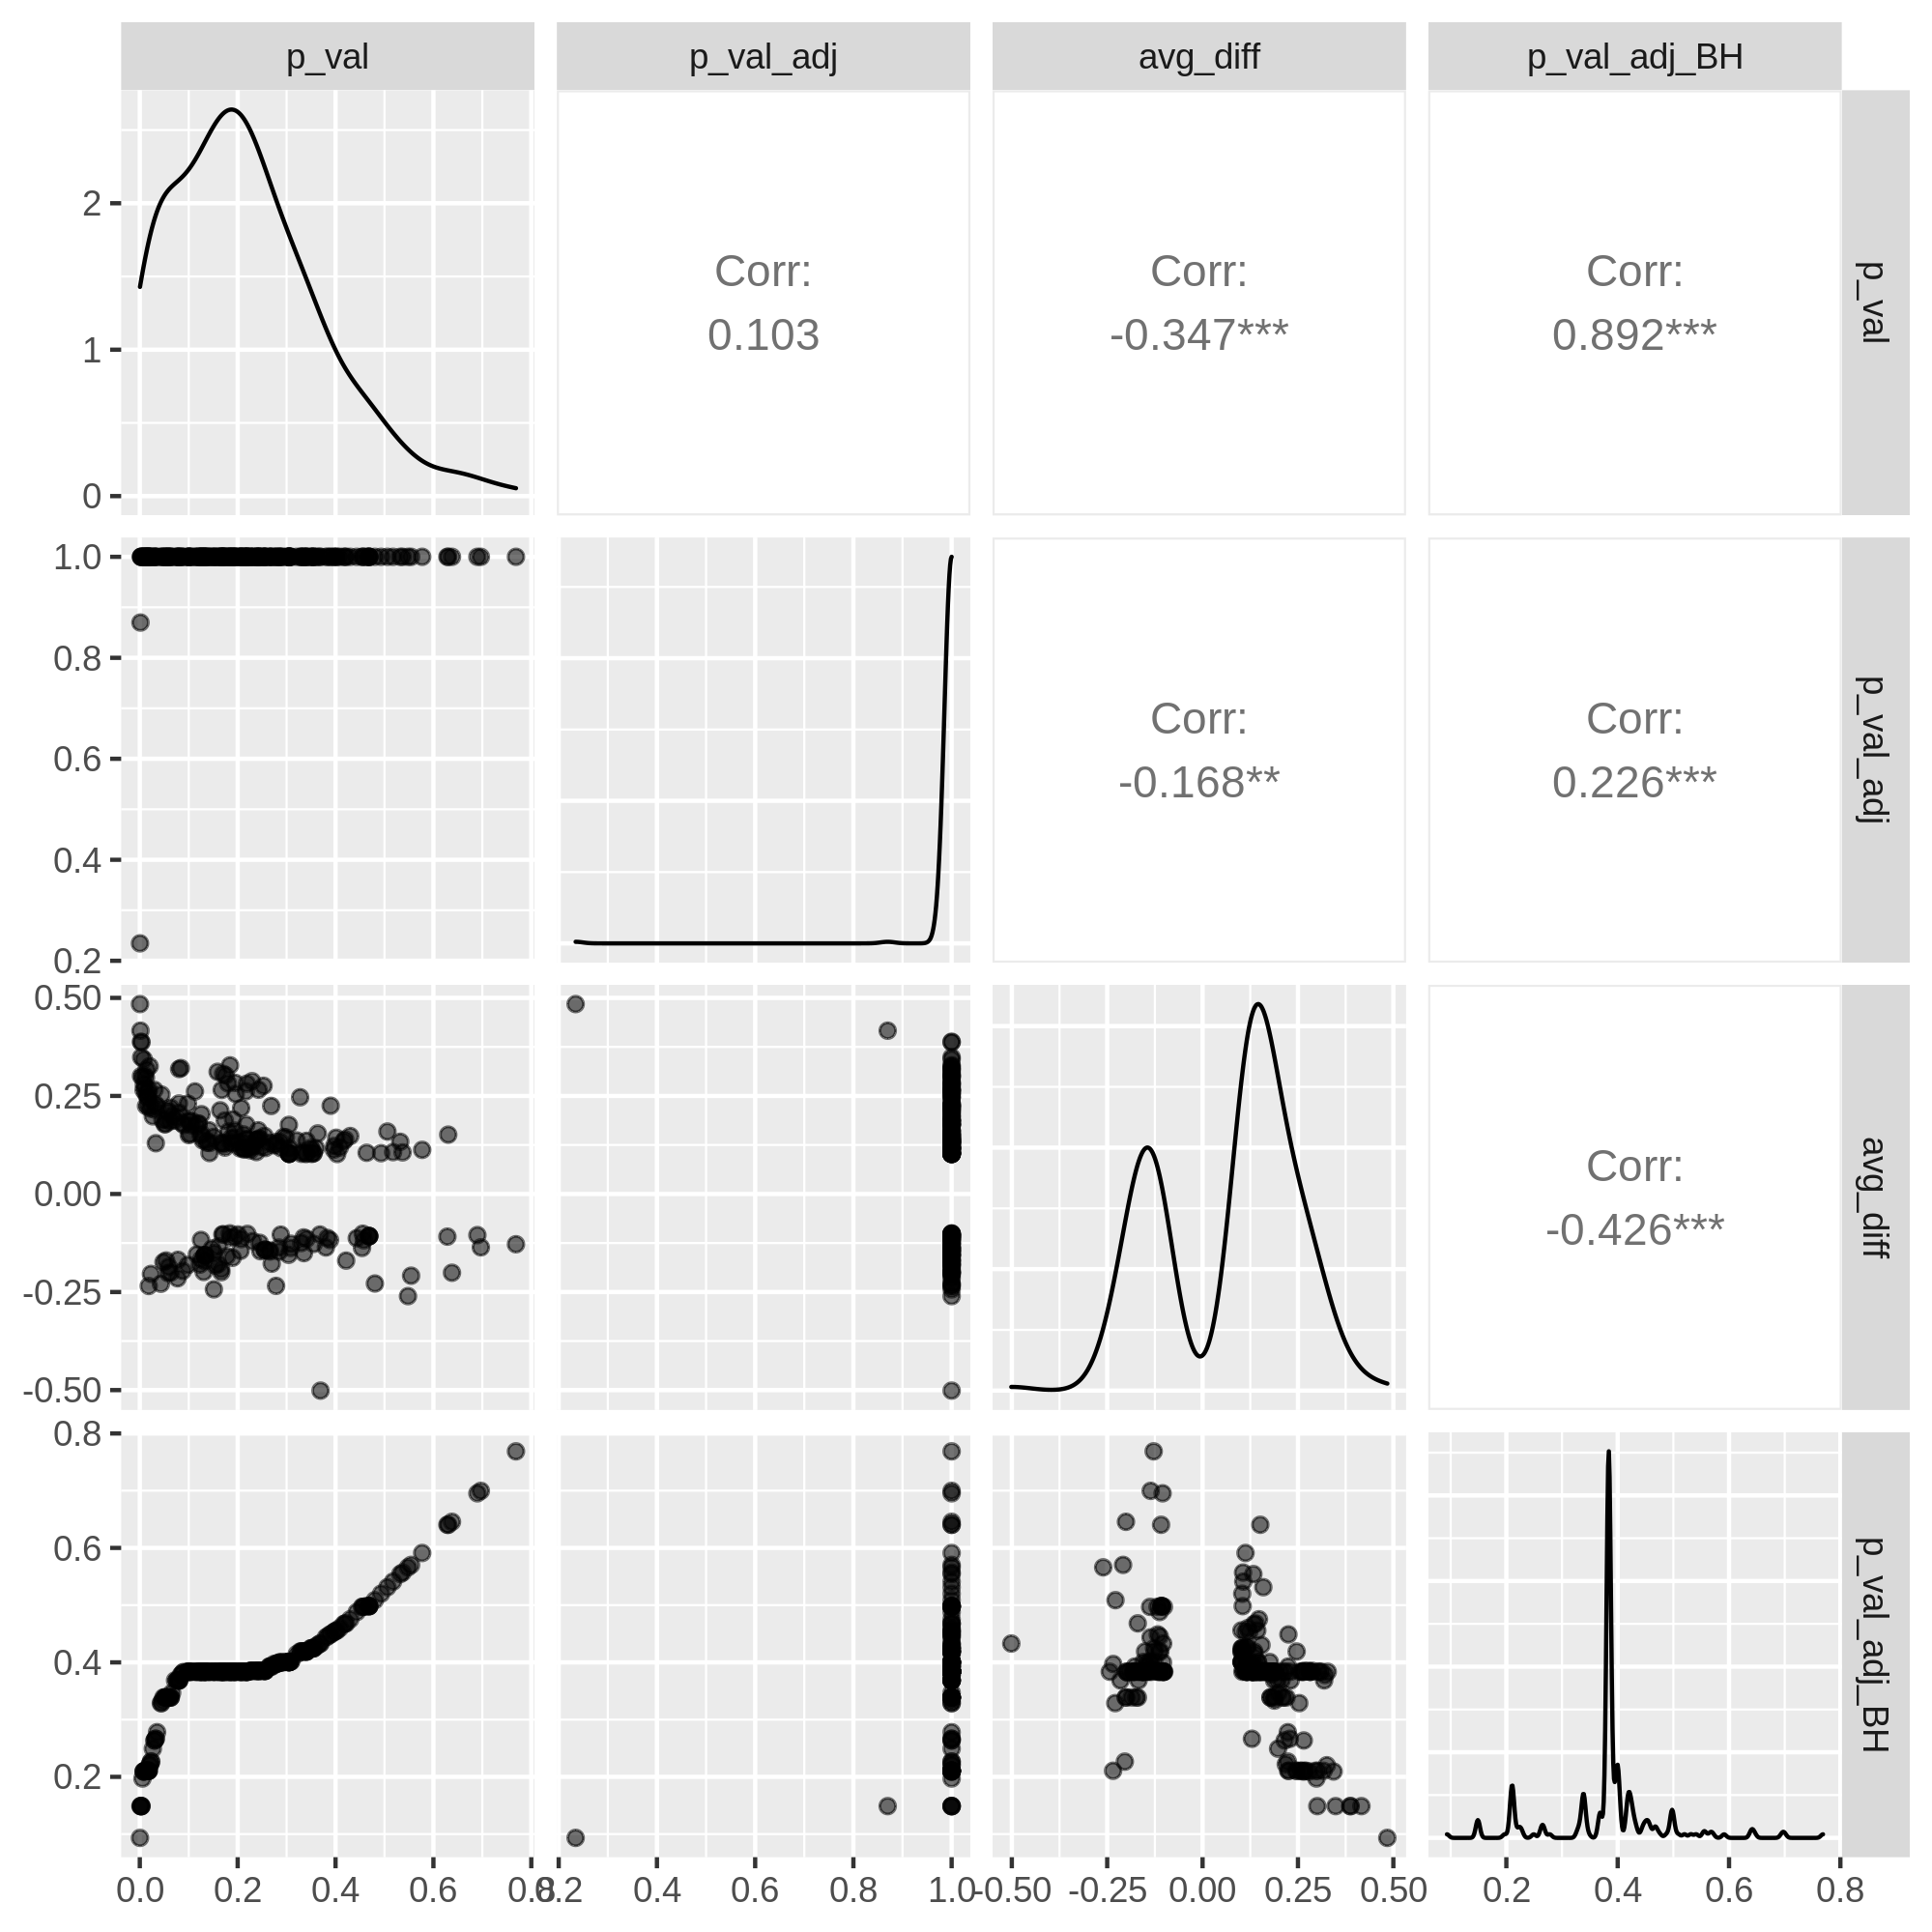 p_val p_val_adj avg_diff p_val_adj_BH
2
1
0
Corr:
0.103
Corr:
-0.347***
Corr:
0.892***
p_val
1.0
0.8
0.6
0.4
0.2
Corr:
-0.168**
Corr:
0.226***
p_val_adj
0.50
0.25
0.00
-0.25
-0.50
Corr:
-0.426***
avg_diff
0.8
0.6
0.4
0.2
p_val_adj_BH
0.0 0.2 0.4 0.6 0.8
0.2 0.4 0.6 0.8 1.0
-0.50 -0.25 0.00 0.25 0.50
0.2 0.4 0.6 0.8